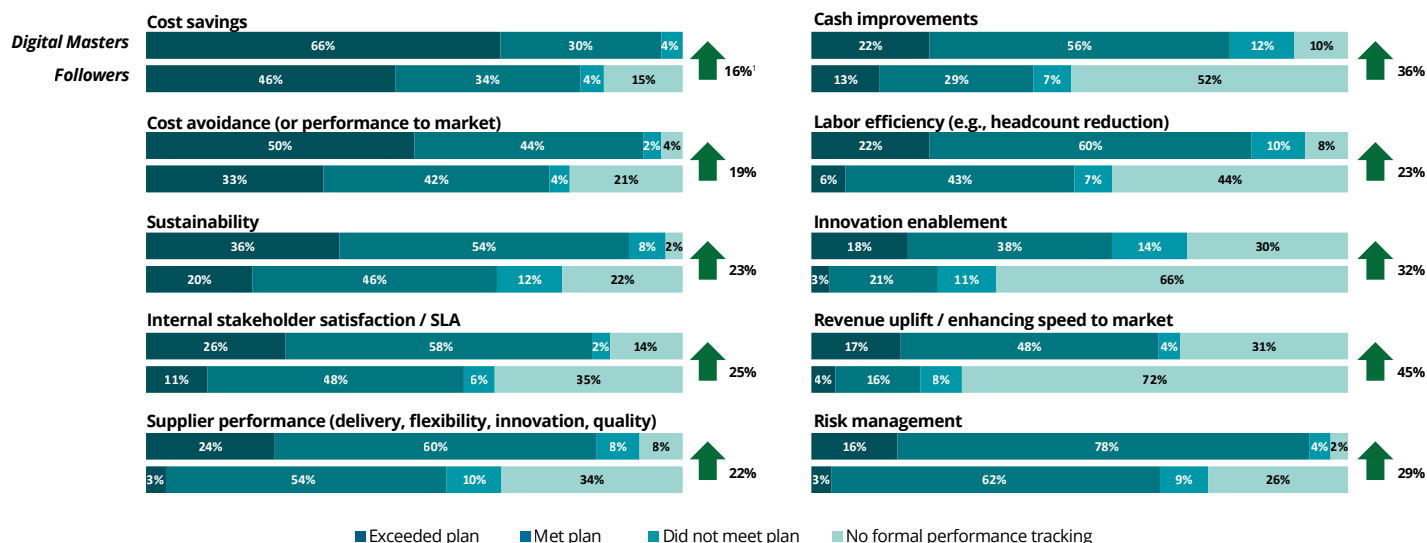 Cost savings
Digital Masters 66% 30% 4%
16%¹
Followers 46% 34% 4% 15%
Cost avoidance (or performance to market)
50% 44% 2% 4%
19%
33% 42% 4% 21%
Sustainability
36% 54% 8% 2%
23%
20% 46% 12% 22%
Internal stakeholder satisfaction / SLA
26% 58% 2% 14%
25%
11% 48% 6% 35%
Supplier performance (delivery, flexibility, innovation, quality)
24% 60% 8% 8%
22%
3% 54% 10% 34%
Cash improvements
22% 56% 12% 10%
36%
13% 29% 7% 52%
Labor efficiency (e.g., headcount reduction)
22% 60% 10% 8%
23%
6% 43% 7% 44%
Innovation enablement
18% 38% 14% 30%
32%
3% 21% 11% 66%
Revenue uplift / enhancing speed to market
17% 48% 4% 31%
45%
4% 16% 8% 72%
Risk management
16% 78% 4% 2%
29%
3% 62% 9% 26%
Exceeded plan Met plan Did not meet plan No formal performance tracking